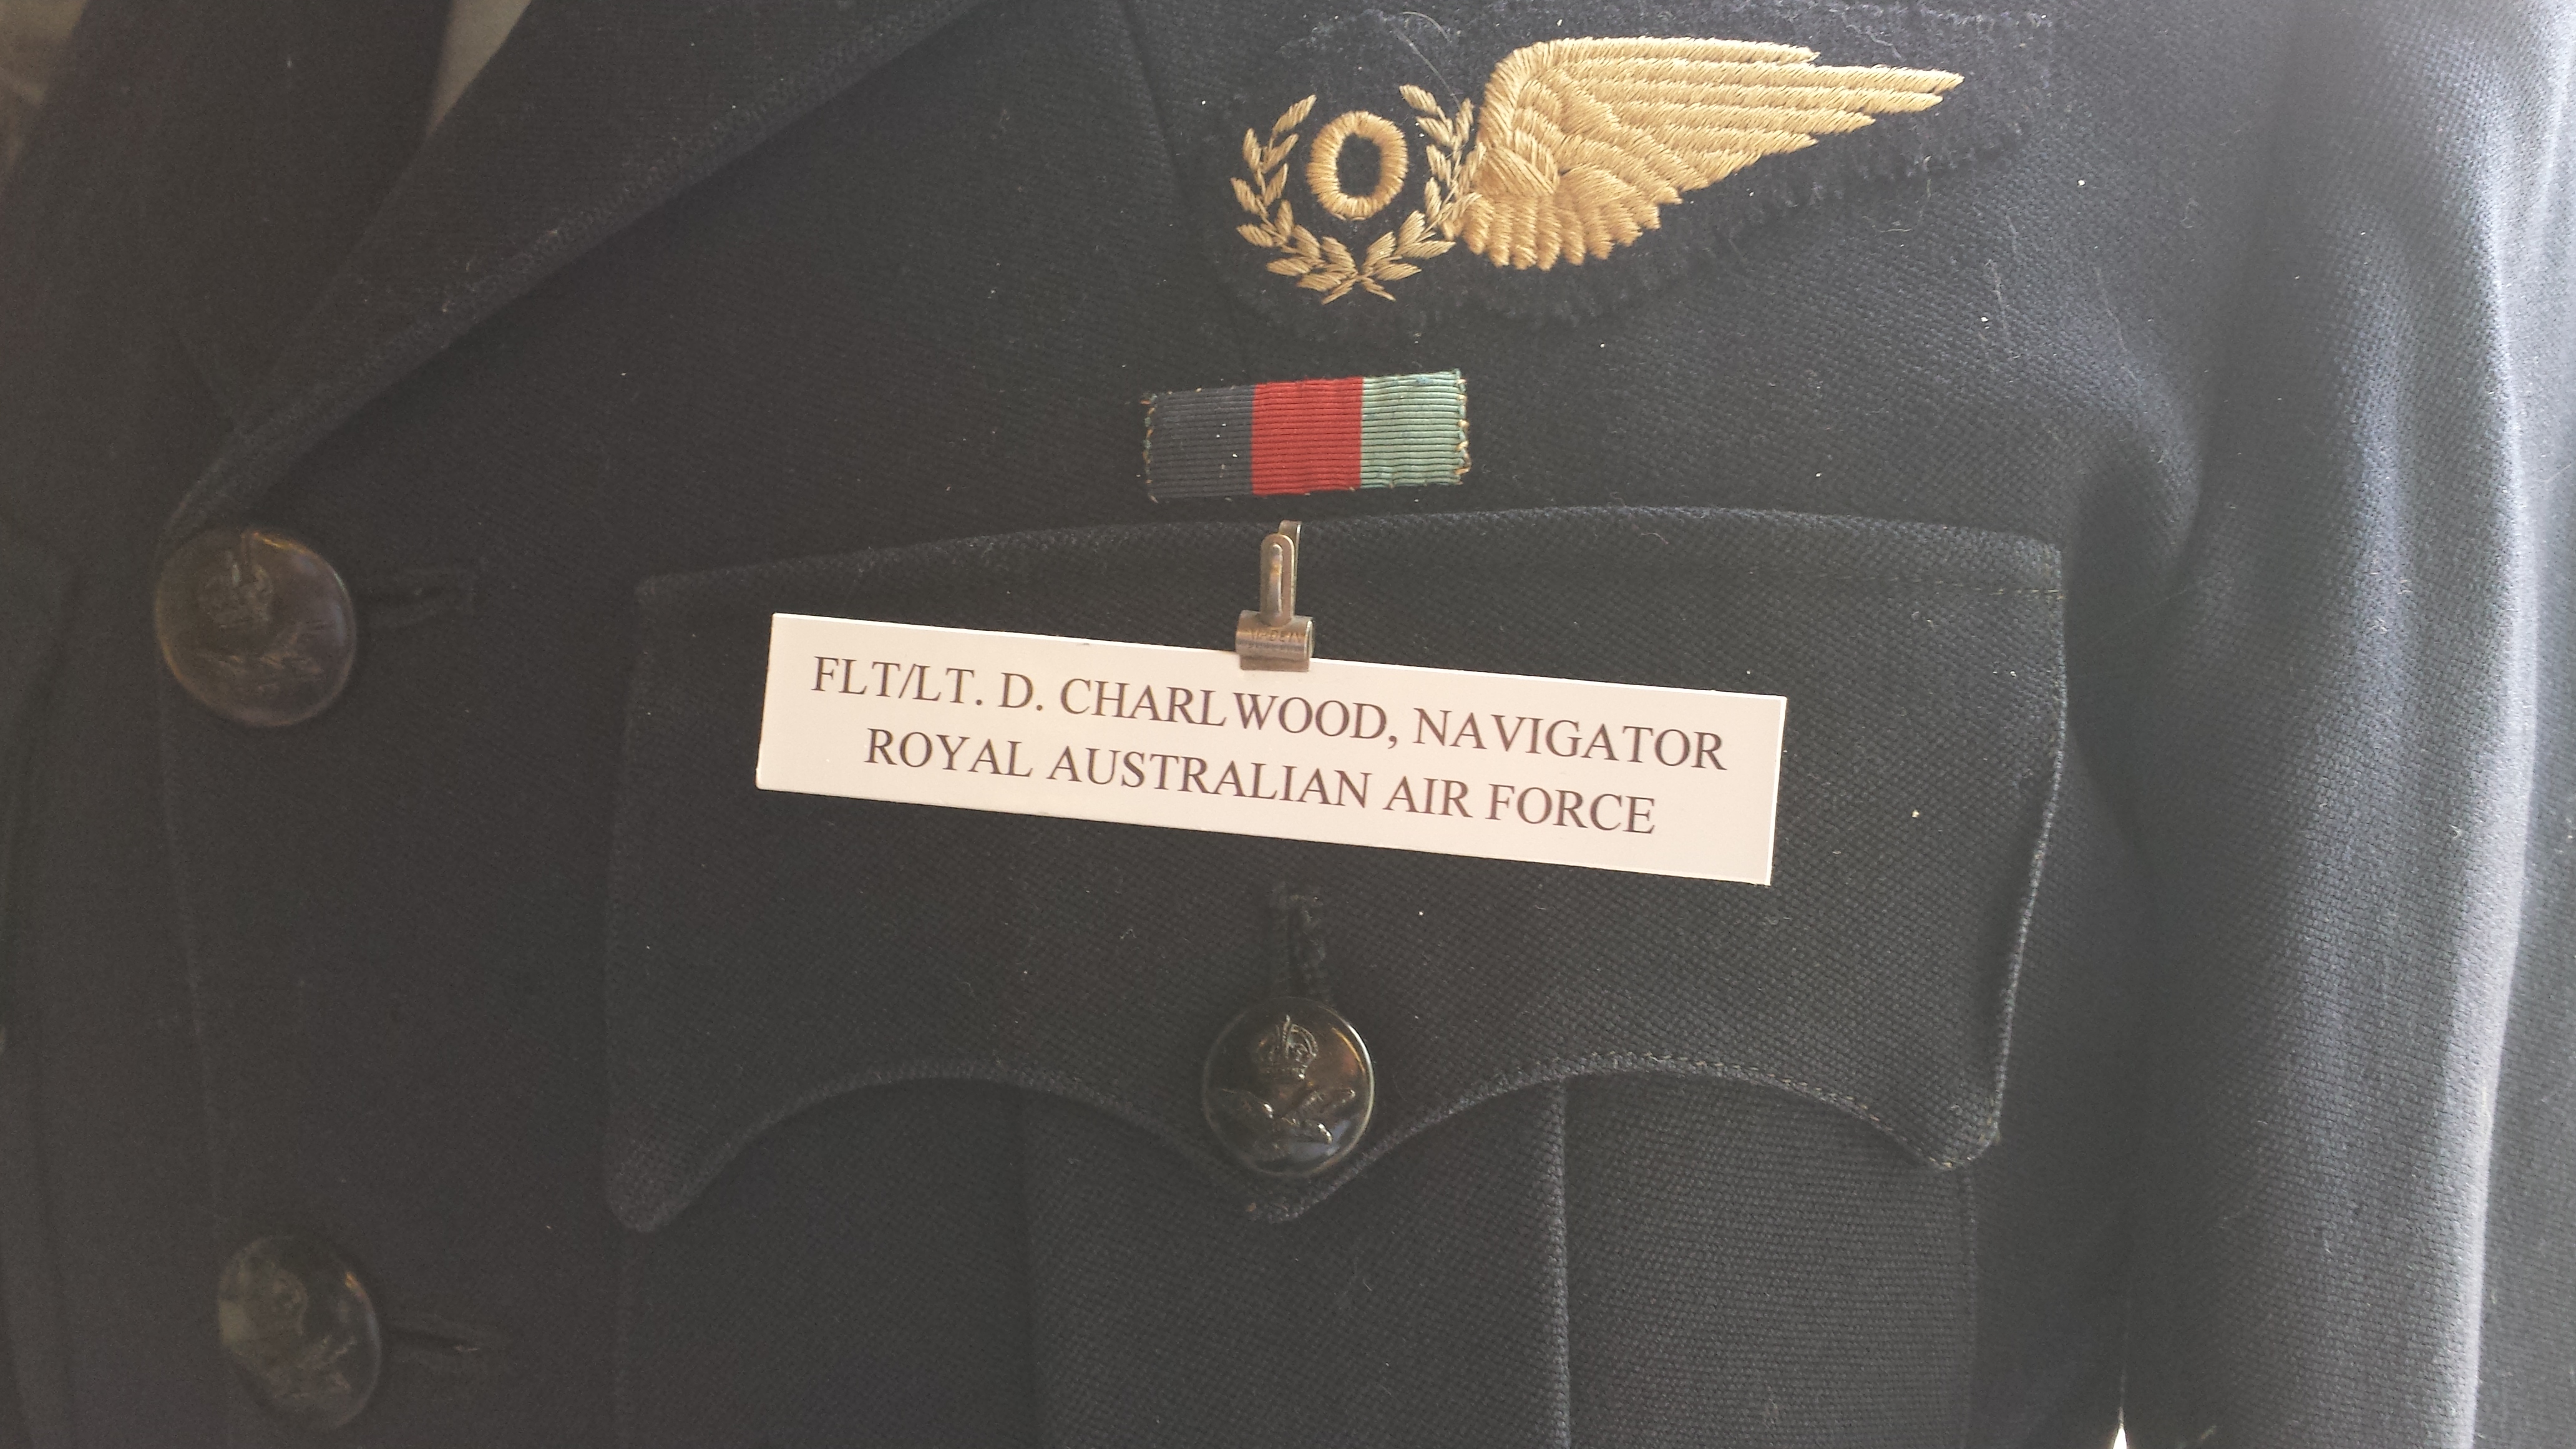 FLT/LT. D. CHARLWOOD, NAVIGATOR
ROYAL AUSTRALIAN AIR FORCE